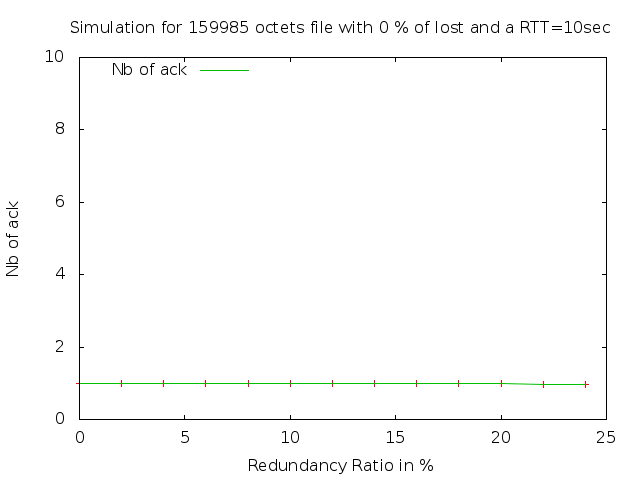 Simulation for 159985 octets file with 0 % of lost and a RTT=10sec
10
Nb of ack
8
6
Nb of ack
4
2
0
0 5 10 15 20 25
Redundancy Ratio in %